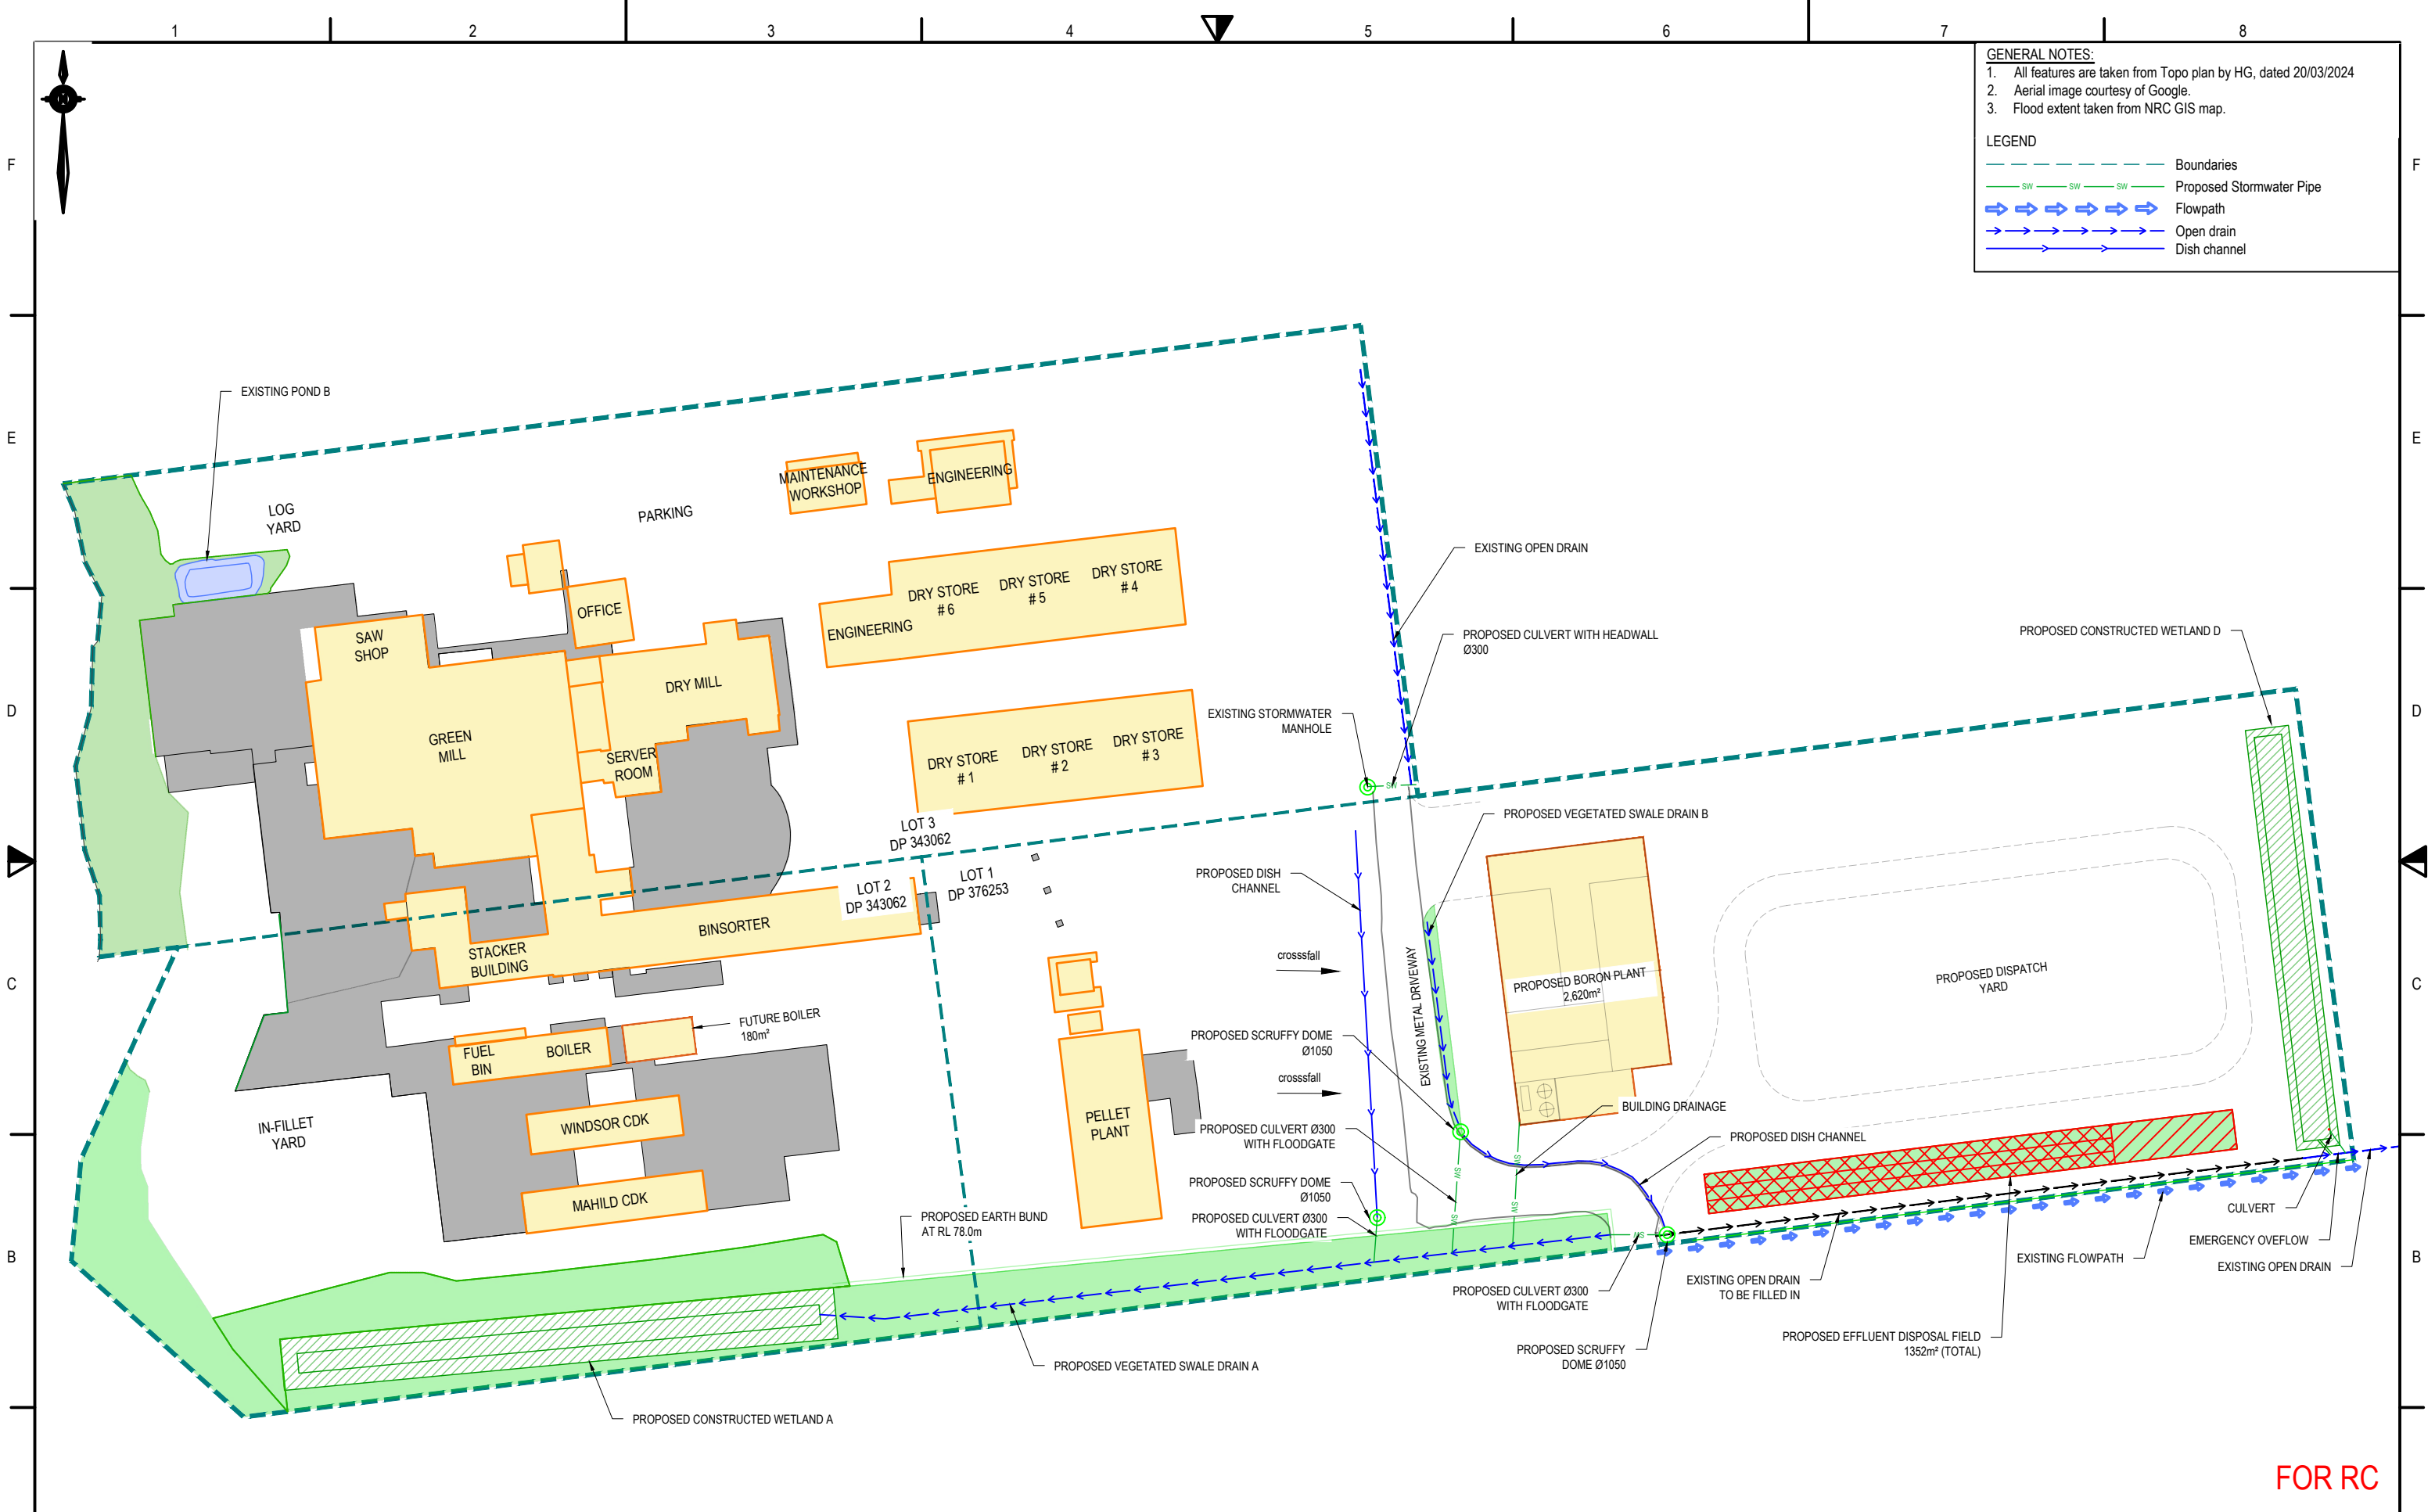 1 2 3 4 5 6 7 8
GENERAL NOTES:
1. All features are taken from Topo plan by HG, dated 20/03/2024
2. Aerial image courtesy of Google.
3. Flood extent taken from NRC GIS map.
LEGEND
Boundaries
SW SW SW Proposed Stormwater Pipe
Flowpath
Open drain
Dish channel
F F
E E
D D
C C
B B
EXISTING POND B
LOG
YARD
PARKING
MAINTENANCE
WORKSHOP
ENGINEERING
EXISTING OPEN DRAIN
DRY STORE
# 6
DRY STORE
# 5
DRY STORE
# 4
ENGINEERING
OFFICE
SAW
SHOP
PROPOSED CULVERT WITH HEADWALL
Ø300
PROPOSED CONSTRUCTED WETLAND D
DRY MILL
GREEN
MILL
SERVER
ROOM
EXISTING STORMWATER
MANHOLE
DRY STORE
# 1
DRY STORE
# 2
DRY STORE
# 3
SW
LOT 3
DP 343062
PROPOSED VEGETATED SWALE DRAIN B
LOT 2
DP 343062
LOT 1
DP 376253
PROPOSED DISH
CHANNEL
BINSORTER
STACKER
BUILDING
crosssfall
EXISTING METAL DRIVEWAY
PROPOSED BORON PLANT
2,620m²
PROPOSED DISPATCH
YARD
FUTURE BOILER
180m²
FUEL
BIN
BOILER
PROPOSED SCRUFFY DOME
Ø1050
crosssfall
IN-FILLET
YARD
WINDSOR CDK
PELLET
PLANT
PROPOSED CULVERT Ø300
WITH FLOODGATE
BUILDING DRAINAGE
PROPOSED DISH CHANNEL
MAHILD CDK
PROPOSED SCRUFFY DOME
Ø1050
SW
SW
SW
SW
SW
PROPOSED EARTH BUND
AT RL 78.0m
PROPOSED CULVERT Ø300
WITH FLOODGATE
CULVERT
EMERGENCY OVEFLOW
EXISTING FLOWPATH
EXISTING OPEN DRAIN
EXISTING OPEN DRAIN
TO BE FILLED IN
PROPOSED CULVERT Ø300
WITH FLOODGATE
PROPOSED EFFLUENT DISPOSAL FIELD
1352m² (TOTAL)
PROPOSED SCRUFFY
DOME Ø1050
PROPOSED VEGETATED SWALE DRAIN A
PROPOSED CONSTRUCTED WETLAND A
FOR RC